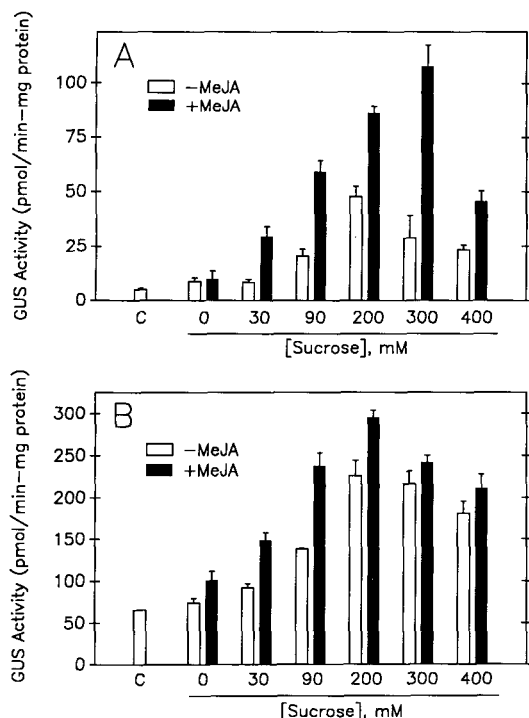 A
GUS Activity (pmol/min-mg protein)
100
75
50
25
0
-MeJA
+MeJA
C 0 30 90 200 300 400
[Sucrose], mM
B
GUS Activity (pmol/min-mg protein)
300
250
200
150
100
50
0
-MeJA
+MeJA
C 0 30 90 200 300 400
[Sucrose], mM